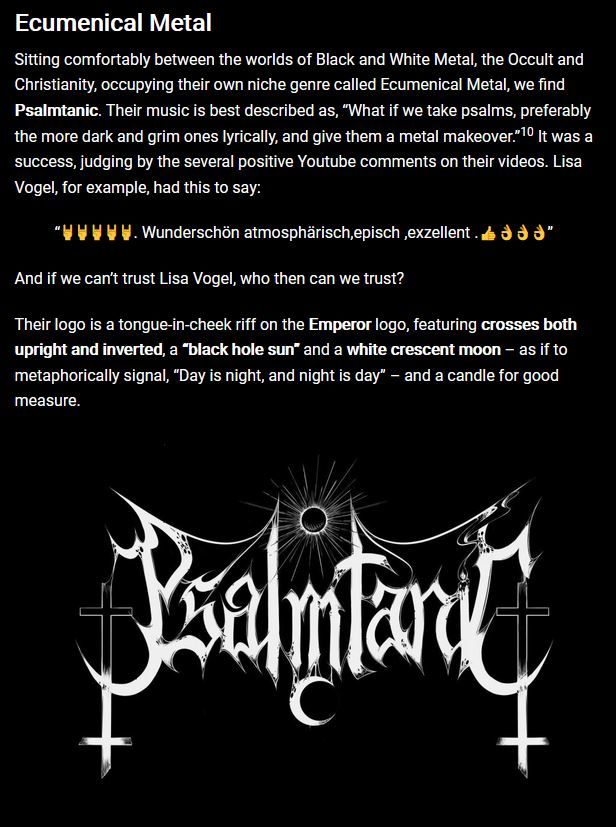 Ecumenical Metal
Sitting comfortably between the worlds of Black and White Metal, the Occult and
Christianity, occupying their own niche genre called Ecumenical Metal, we find
Psalmtanic. Their music is best described as, “What if we take psalms, preferably
the more dark and grim ones lyrically, and give them a metal makeover.”10 It was a
success, judging by the several positive Youtube comments on their videos. Lisa
Vogel, for example, had this to say:
“🤘🤘🤘🤘🤘. Wunderschön atmosphärisch,episch ,exzellent .👍👌👌👌”
And if we can’t trust Lisa Vogel, who then can we trust?
Their logo is a tongue-in-cheek riff on the Emperor logo, featuring crosses both
upright and inverted, a “black hole sun” and a white crescent moon – as if to
metaphorically signal, “Day is night, and night is day” – and a candle for good
measure.
Psalmtanic